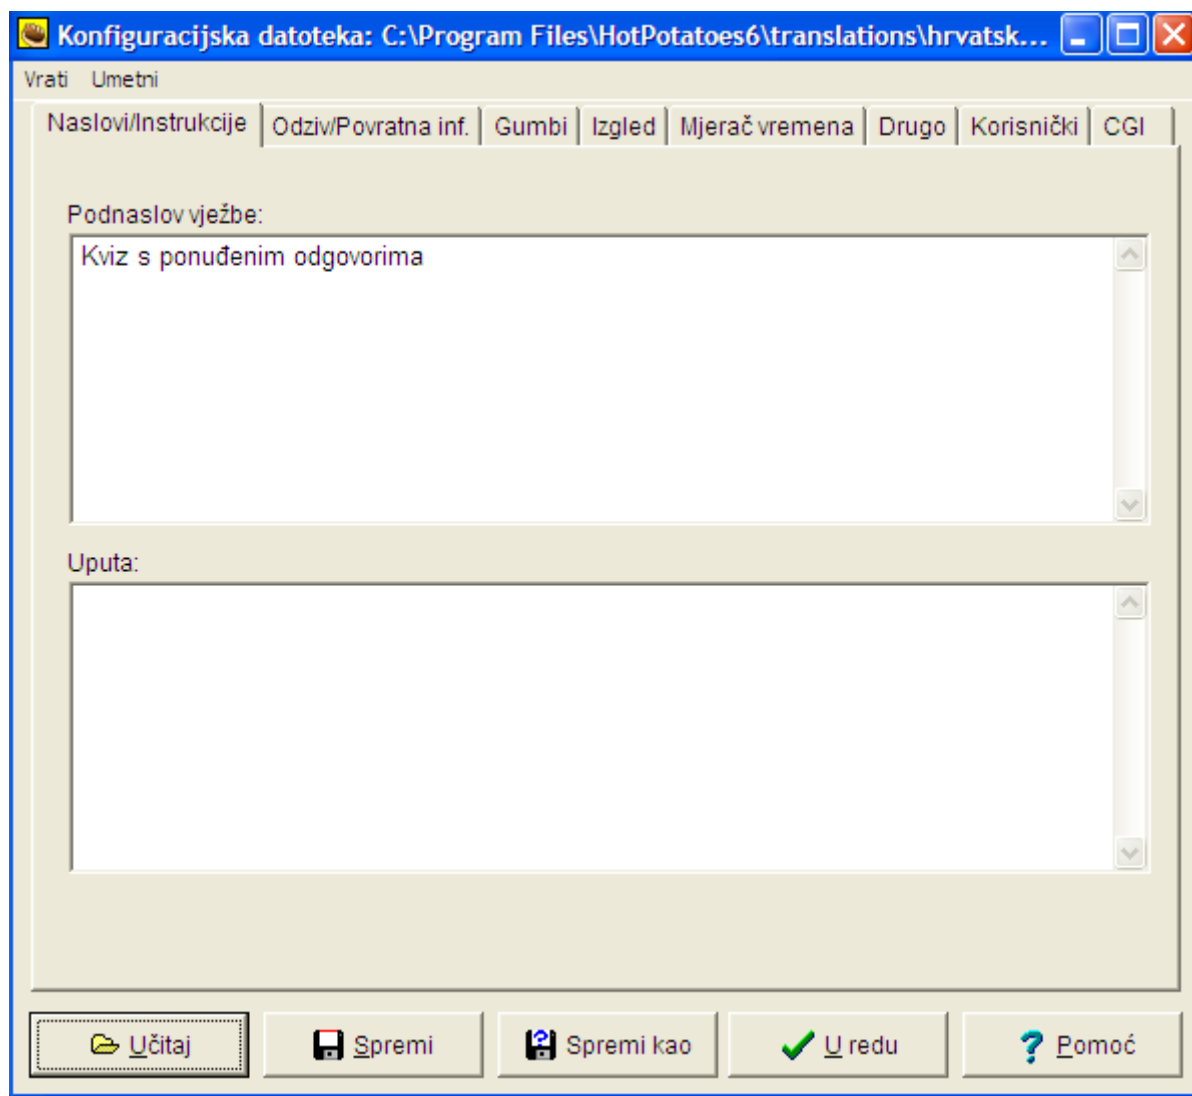 Konfiguracijska datoteka: C:\Program Files\HotPotatoes6\translations\hrvatsk...
Vrati Umetni
Naslovi/Instrukcije Odziv/Povratna inf. Gumbi Izgled Mjerač vremena Drugo Korisnički CGI
Podnaslov vježbe:
Kviz s ponuđenim odgovorima
Uputa:
Učitaj Spremi Spremi kao U redu Pomoć